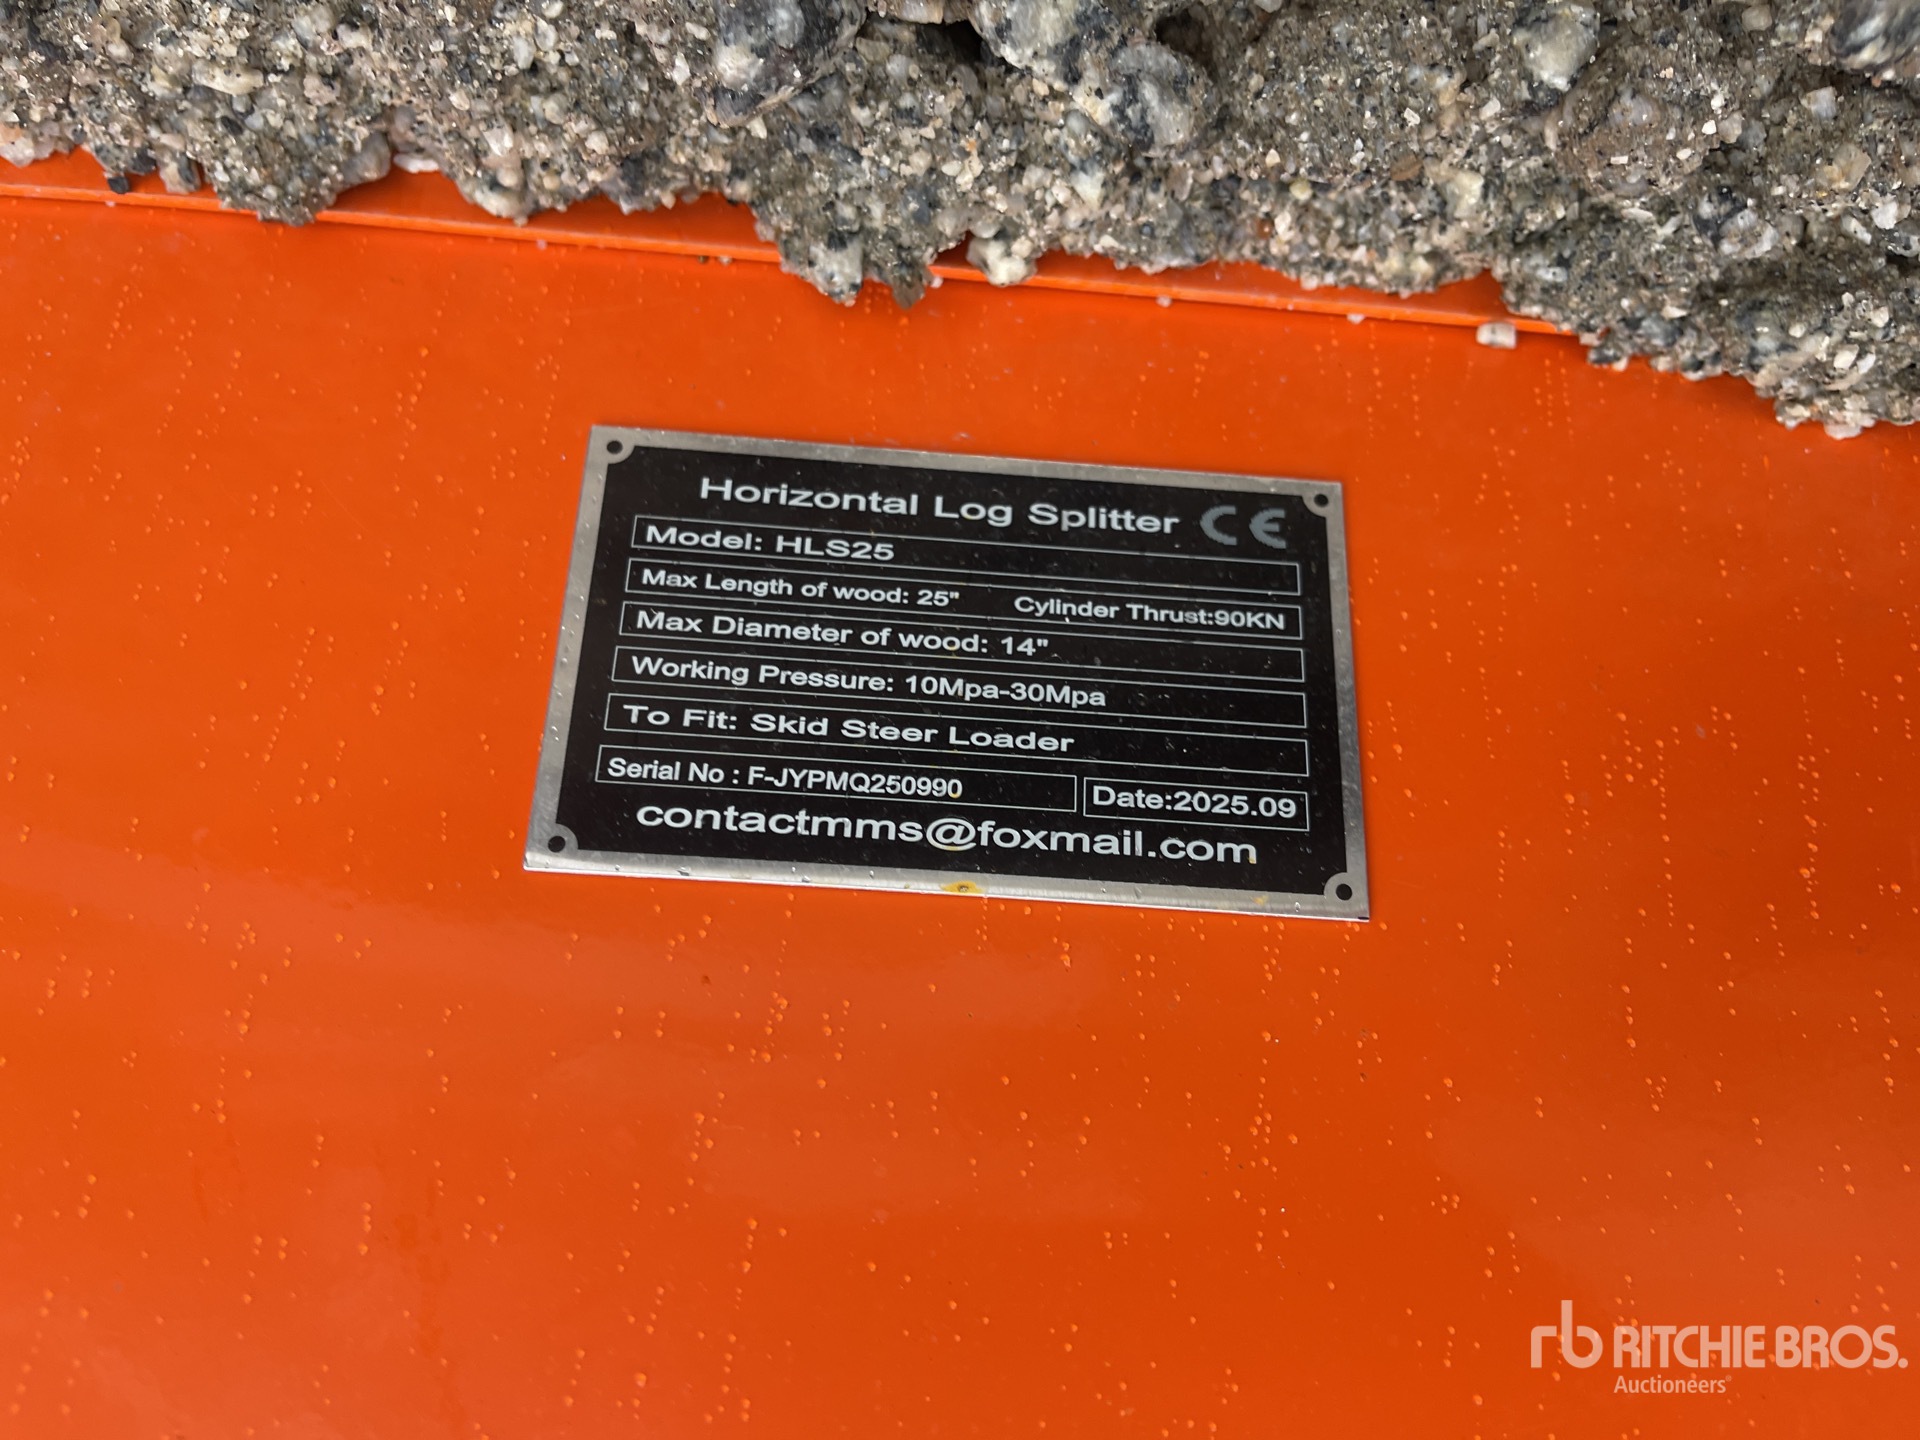 Horizontal Log Splitter CE
Model: HLS25
Max Length of wood: 25" Cylinder Thrust:90KN
Max Diameter of wood: 14"
Working Pressure: 10Mpa-30Mpa
To Fit: Skid Steer Loader
Serial No : F-JYPMQ250990 Date:2025.09
contactmms@foxmail.com
rb RITCHIE BROS.
Auctioneers